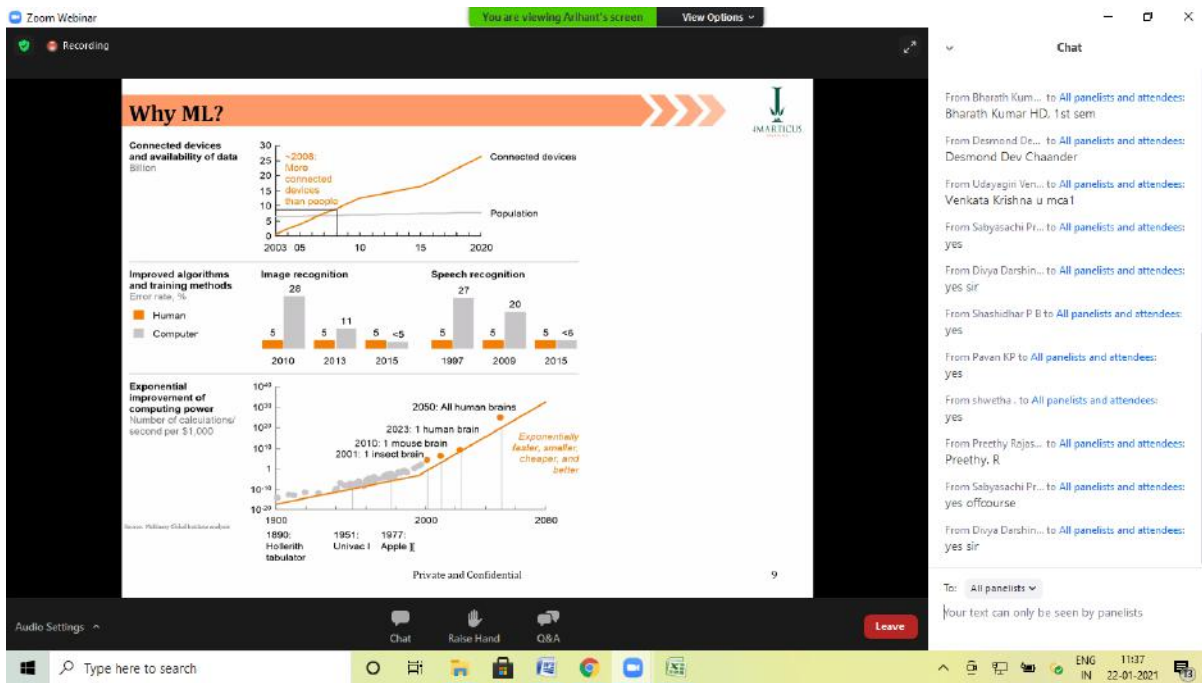 Zoom Webinar
You are viewing Arihant's screen
View Options
Recording
Why ML?
IMARTICUS
Connected devices
and availability of data
Billion
30
25
20
15
10
5
0
~2008:
More
connected
devices
than people
Connected devices
Population
2003 05 10 15 2020
Improved algorithms
and training methods
Error rate, %
Human
Computer
Image recognition
28
5
5 11
5 <5
2010 2013 2015
Speech recognition
27
5
5 20
5 <6
1997 2009 2015
Exponential
improvement of
computing power
Number of calculations/
second per $1,000
10⁴⁰
10³⁰
10²⁰
10¹⁰
1
10⁻¹⁰
10⁻²⁰
2050: All human brains
2023: 1 human brain
2010: 1 mouse brain
2001: 1 insect brain
Exponentially
faster, smaller,
cheaper, and
better
1900 2000 2080
1890:
Hollerith
tabulator
1951:
Univac I
1977:
Apple ][
Private and Confidential
9
Audio Settings
Chat
Raise Hand
Q&A
Leave
Chat
From Bharath Kum... to All panelists and attendees:
Bharath Kumar HD, 1st sem
From Desmond De... to All panelists and attendees:
Desmond Dev Chaander
From Udayagiri Ven... to All panelists and attendees:
Venkata Krishna u mca1
From Sabyasachi Pr... to All panelists and attendees:
yes
From Divya Darshin... to All panelists and attendees:
yes sir
From Shashidhar P B to All panelists and attendees:
yes
From Pavan KP to All panelists and attendees:
yes
From shwetha . to All panelists and attendees:
yes
From Preethy Rajas... to All panelists and attendees:
Preethy. R
From Sabyasachi Pr... to All panelists and attendees:
yes offcourse
From Divya Darshin... to All panelists and attendees:
yes sir
To: All panelists
Your text can only be seen by panelists
Type here to search
ENG
IN
11:37
22-01-2021
13